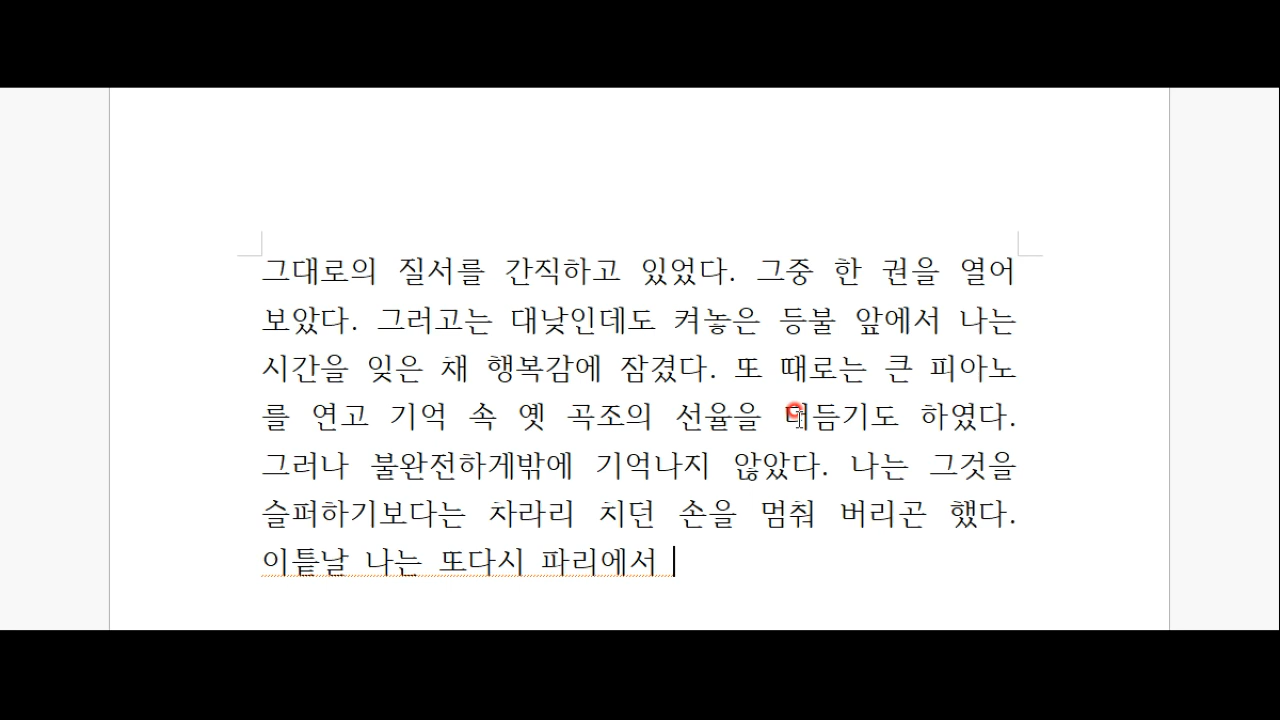 그대로의 질서를 간직하고 있었다. 그중 한 권을 열어
보았다. 그러고는 대낮인데도 켜놓은 등불 앞에서 나는
시간을 잊은 채 행복감에 잠겼다. 또 때로는 큰 피아노
를 연고 기억 속 옛 곡조의 선율을 더듬기도 하였다.
그러나 불완전하게밖에 기억나지 않았다. 나는 그것을
슬퍼하기보다는 차라리 치던 손을 멈춰 버리곤 했다.
이튿날 나는 또다시 파리에서